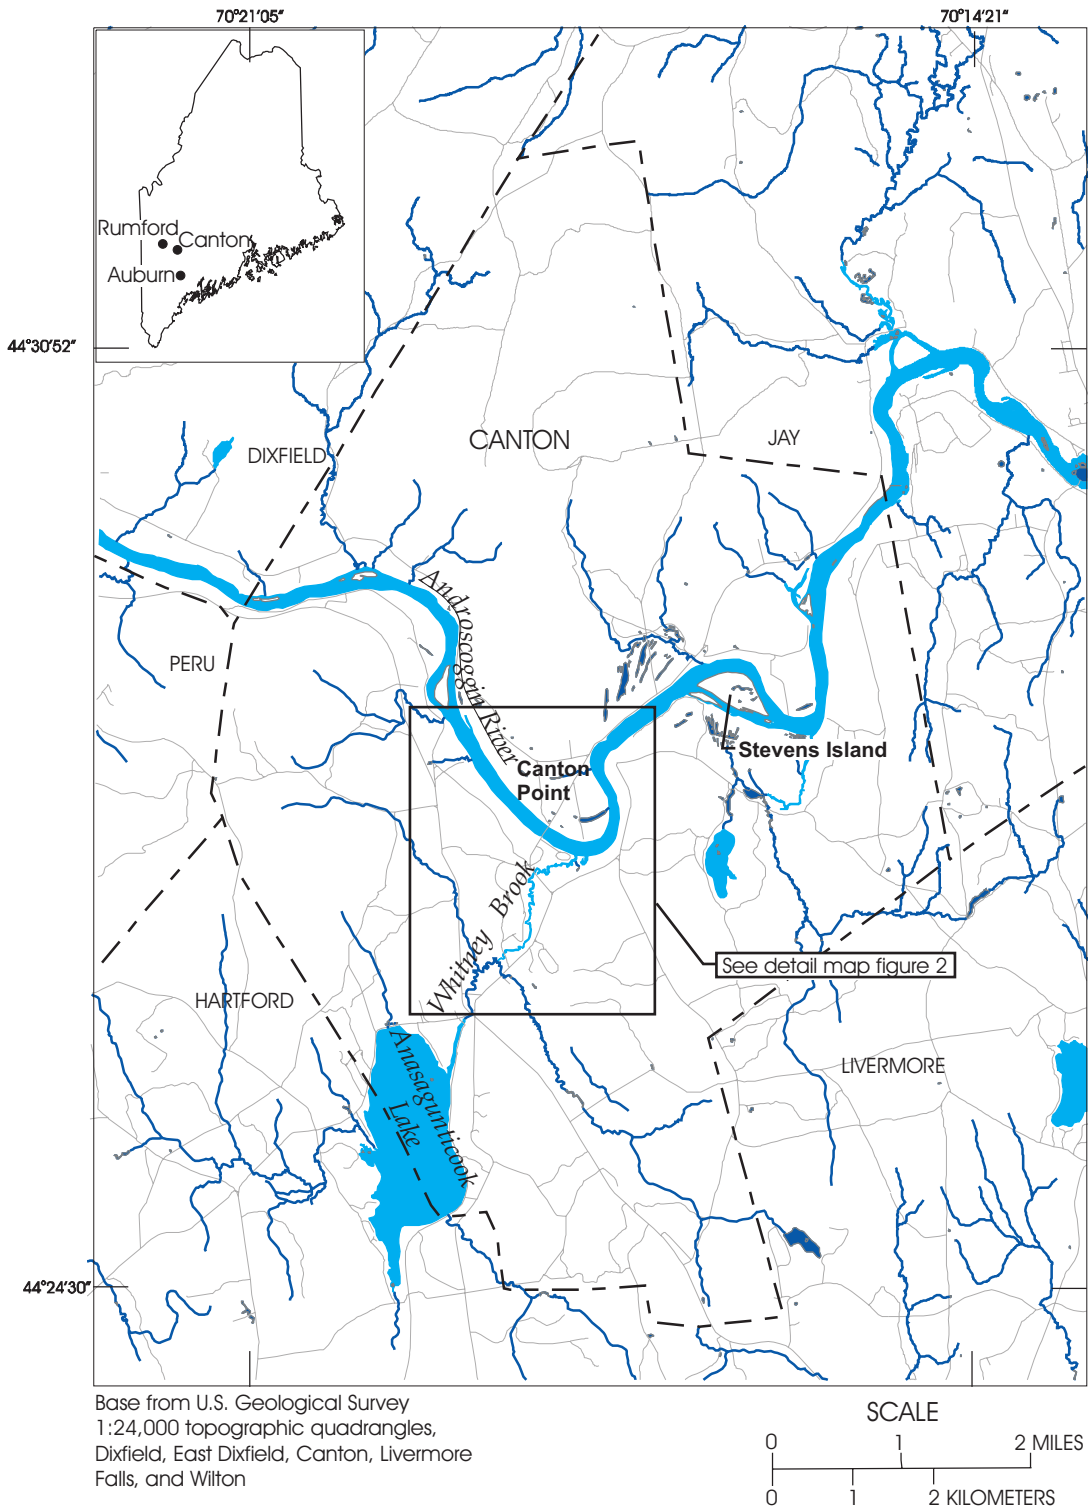 70°21′05″
70°14′21″
Rumford
Canton
Auburn
44°30′52″
DIXFIELD
CANTON
JAY
Androscoggin River
PERU
Stevens Island
Canton
Point
Whitney Brook
See detail map figure 2
HARTFORD
Anasagunticook
Lake
LIVERMORE
44°24′30″
Base from U.S. Geological Survey
1:24,000 topographic quadrangles,
Dixfield, East Dixfield, Canton, Livermore
Falls, and Wilton
SCALE
0 1 2 MILES
0 1 2 KILOMETERS